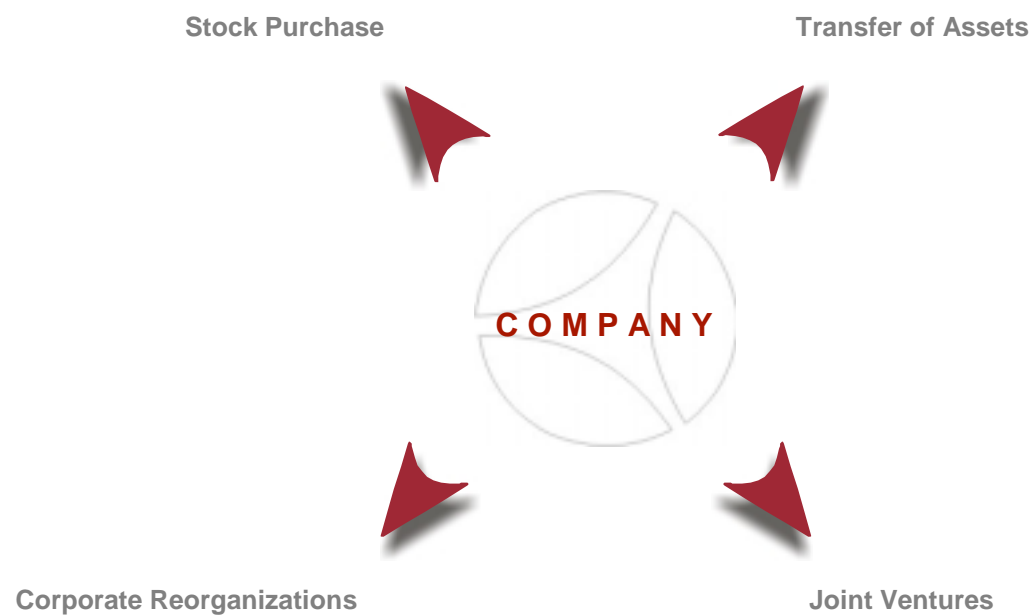 Stock Purchase
Transfer of Assets
COMPANY
Corporate Reorganizations
Joint Ventures